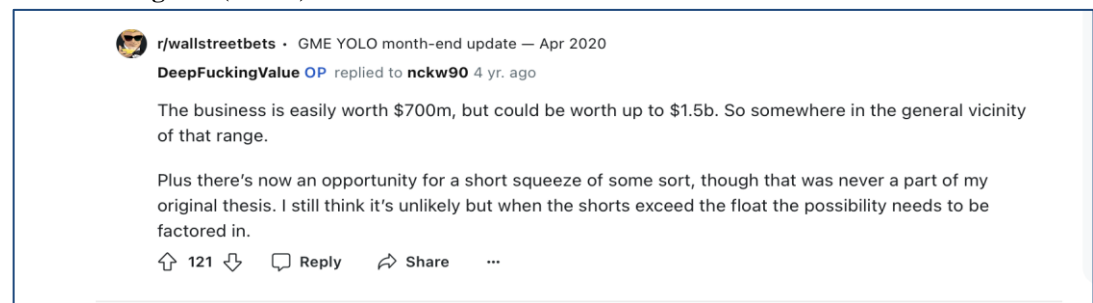 r/wallstreetbets • GME YOLO month-end update — Apr 2020
DeepFuckingValue OP replied to nckw90 4 yr. ago
The business is easily worth $700m, but could be worth up to $1.5b. So somewhere in the general vicinity
of that range.
Plus there's now an opportunity for a short squeeze of some sort, though that was never a part of my
original thesis. I still think it's unlikely but when the shorts exceed the float the possibility needs to be
factored in.
121 Reply Share ...